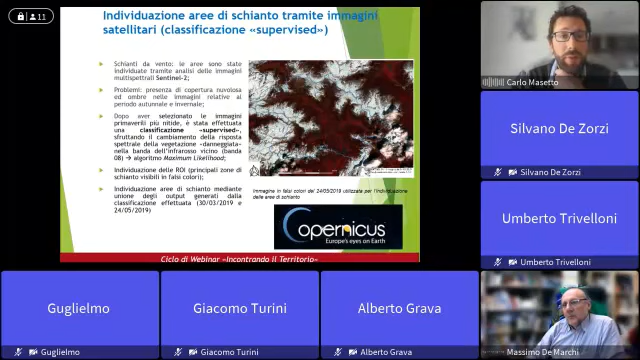 11
Individuazione aree di schianto tramite immagini
satellitari (classificazione «supervised»)
Schianti da vento: le aree sono state
individuate tramite analisi delle immagini
multispettrali Sentinel-2;
Problemi: presenza di copertura nuvolosa
ed ombre nelle immagini relative al
periodo autunnale e invernale;
Dopo aver selezionato le immagini
primaverili più nitide, è stata effettuata
una classificazione «supervised»,
sfruttando il cambiamento della risposta
spettrale della vegetazione «danneggiata»
nella banda dell'infrarosso vicino (banda
08) → algoritmo Maximum Likelihood;
Individuazione delle ROI (principali zone di
schianto visibili in falsi colori);
Individuazione aree di schianto mediante
unione degli output generali dalla
classificazione effettuata (30/03/2019 e
24/05/2019)
Immagine in falsi colori del 24/05/2019 utilizzata per l'individuazione
delle aree di schianto
opernicus
Europe's eyes on Earth
Ciclo di Webinar «Incontrando il Territorio»
Carlo Masetto
Silvano De Zorzi
Silvano De Zorzi
Umberto Trivelloni
Umberto Trivelloni
Guglielmo
Guglielmo
Giacomo Turini
Giacomo Turini
Alberto Grava
Alberto Grava
Massimo De Marchi